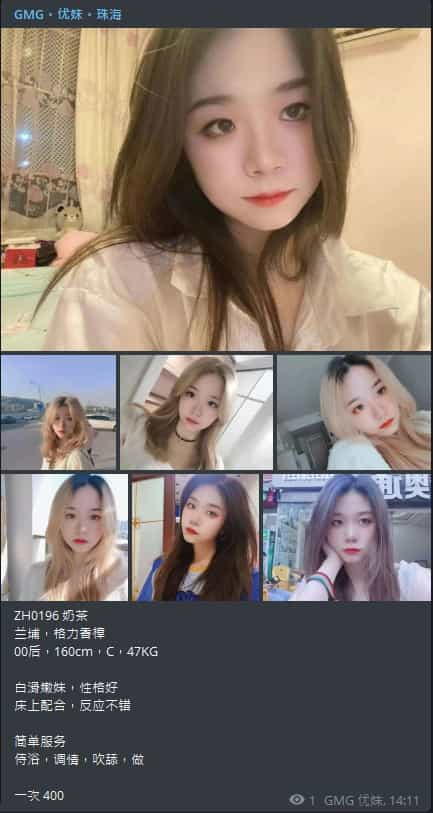 GMG·优妹·珠海
ZH0196 奶茶
兰埔,格力香樟
00后,160cm,C,47KG
白滑嫩妹,性格好
床上配合,反应不错
简单服务
侍浴,调情,吹舔,做
一次 400
1 GMG 优妹, 14:11